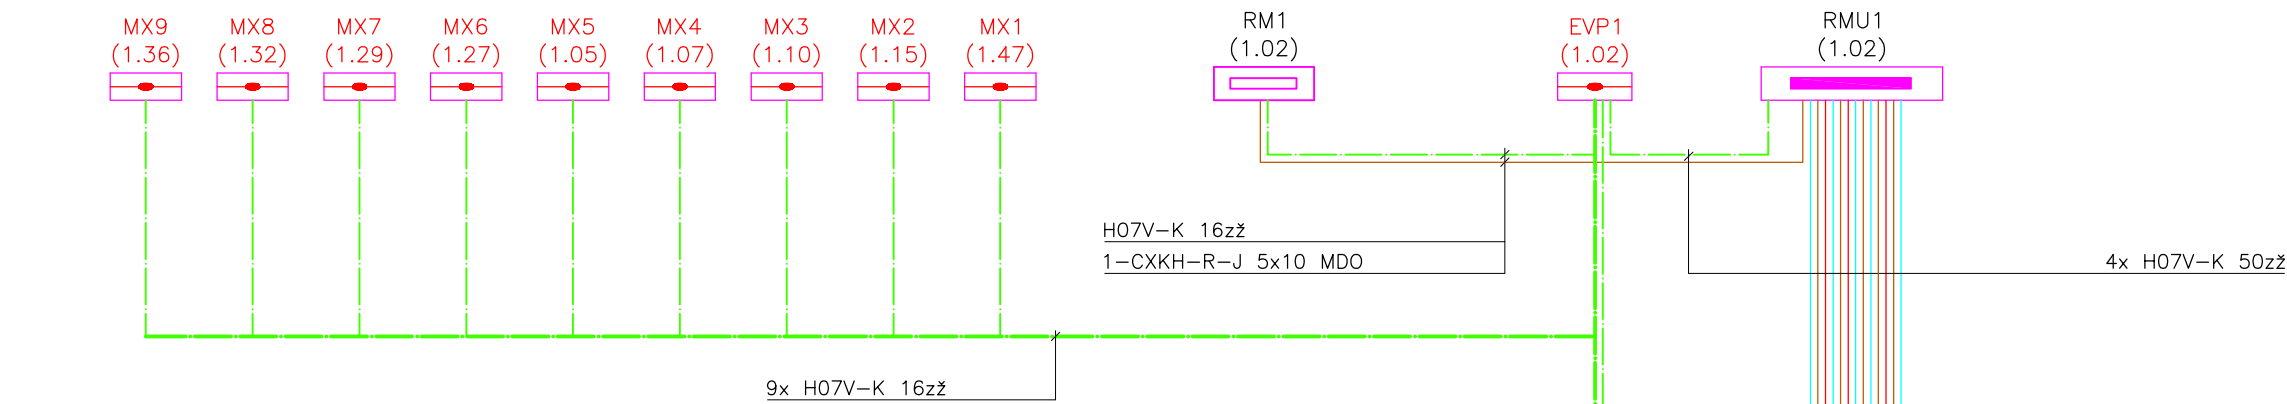 MX9
(1.36)
MX8
(1.32)
MX7
(1.29)
MX6
(1.27)
MX5
(1.05)
MX4
(1.07)
MX3
(1.10)
MX2
(1.15)
MX1
(1.47)
RM1
(1.02)
EVP1
(1.02)
RMU1
(1.02)
H07V-K 16zž
1-CXKH-R-J 5x10 MDO
4x H07V-K 50zž
9x H07V-K 16zž